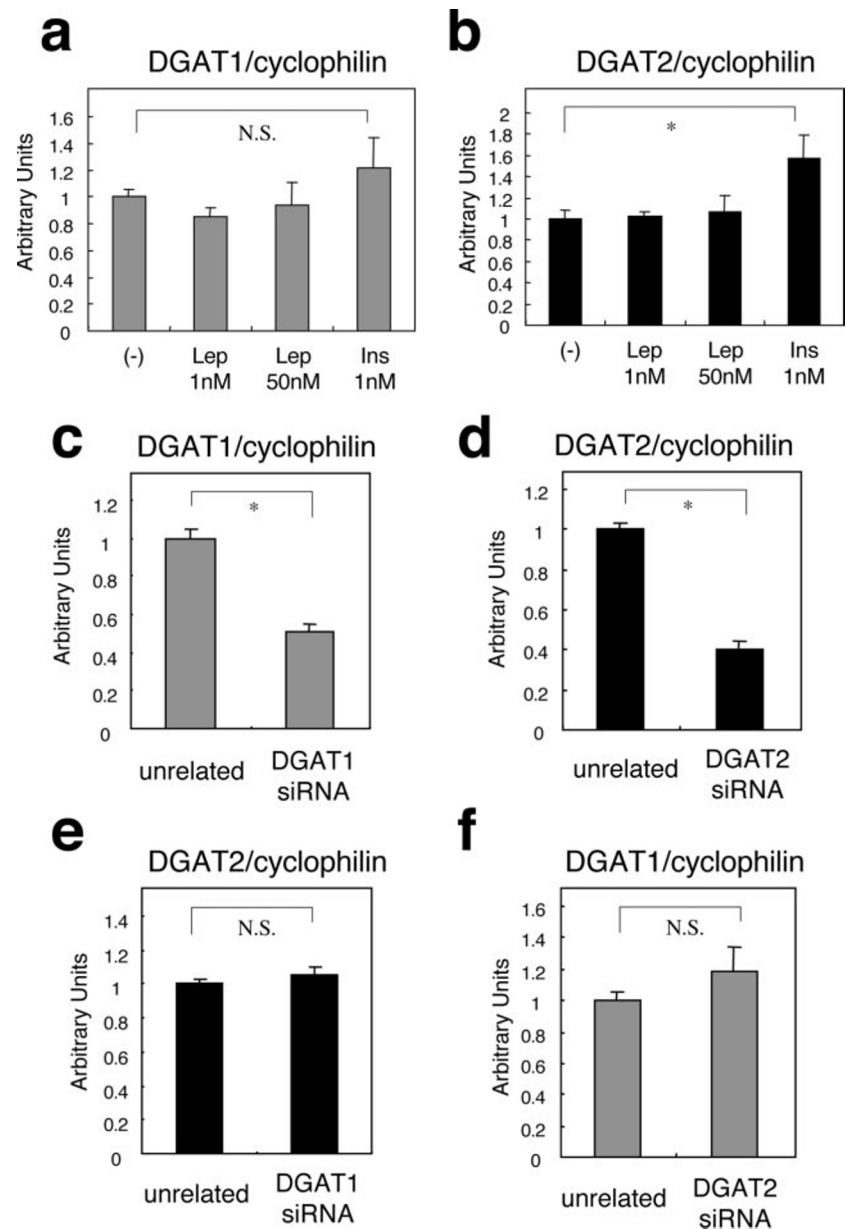 a
DGAT1/cyclophilin
Arbitrary Units
1.6
1.4
1.2
1
0.8
0.6
0.4
0.2
0
N.S.
(-)
Lep
1nM
Lep
50nM
Ins
1nM
b
DGAT2/cyclophilin
Arbitrary Units
2
1.8
1.6
1.4
1.2
1
0.8
0.6
0.4
0.2
0
*
(-)
Lep
1nM
Lep
50nM
Ins
1nM
c
DGAT1/cyclophilin
Arbitrary Units
1.2
1
0.8
0.6
0.4
0.2
0
*
unrelated
DGAT1
siRNA
d
DGAT2/cyclophilin
Arbitrary Units
1.2
1
0.8
0.6
0.4
0.2
0
*
unrelated
DGAT2
siRNA
e
DGAT2/cyclophilin
Arbitrary Units
1.4
1.2
1
0.8
0.6
0.4
0.2
0
N.S.
unrelated
DGAT1
siRNA
f
DGAT1/cyclophilin
Arbitrary Units
1.6
1.4
1.2
1
0.8
0.6
0.4
0.2
0
N.S.
unrelated
DGAT2
siRNA